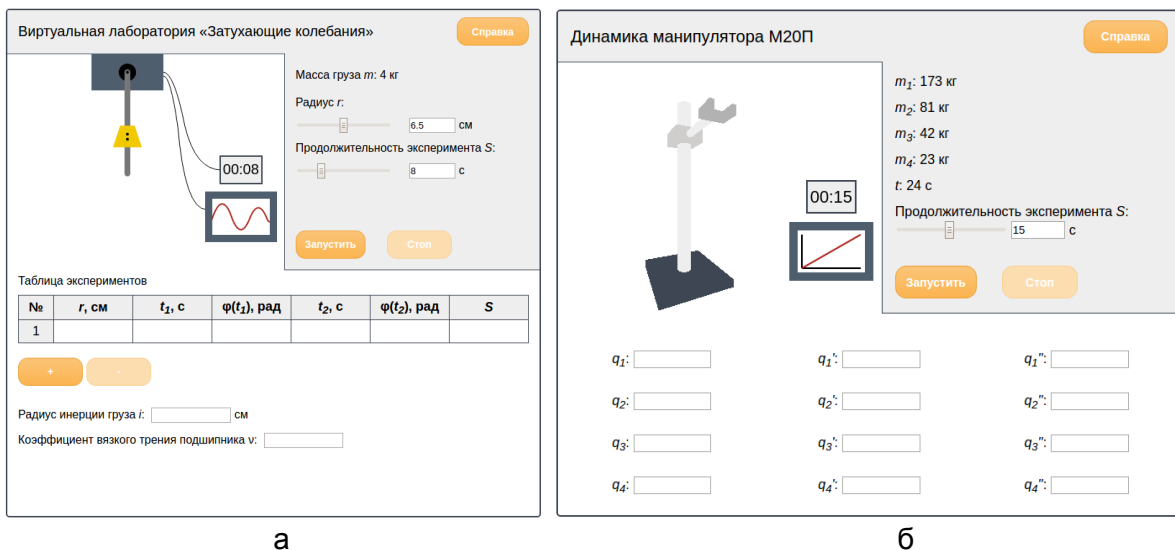 Виртуальная лаборатория «Затухающие колебания»
Справка
Масса груза m: 4 кг
Радиус r:
6.5 см
Продолжительность эксперимента S:
8 с
00:08
Запустить Стоп
Таблица экспериментов
№ r, см t1, с φ(t1), рад t2, с φ(t2), рад S
1
+ -
Радиус инерции груза i: см
Коэффициент вязкого трения подшипника ν:
а
Динамика манипулятора М20П
Справка
m1: 173 кг
m2: 81 кг
m3: 42 кг
m4: 23 кг
t: 24 с
Продолжительность эксперимента S:
15 с
00:15
Запустить Стоп
q1: q1': q1":
q2: q2': q2":
q3: q3': q3":
q4: q4': q4":
б